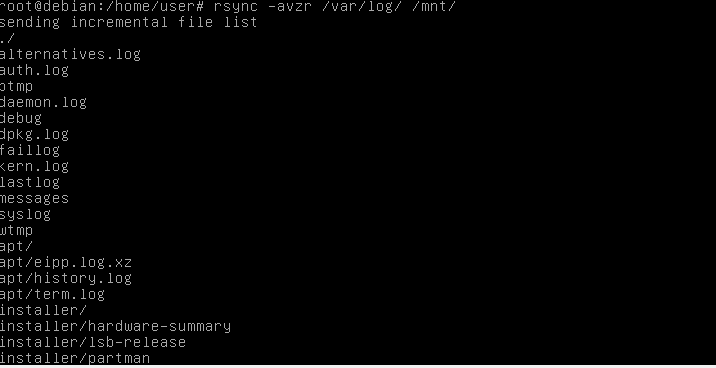 root@debian:/home/user# rsync -avzr /var/log/ /mnt/
sending incremental file list
./
alternatives.log
auth.log
btmp
daemon.log
debug
dpkg.log
faillog
kern.log
lastlog
messages
syslog
wtmp
apt/
apt/eipp.log.xz
apt/history.log
apt/term.log
installer/
installer/hardware-summary
installer/lsb-release
installer/partman